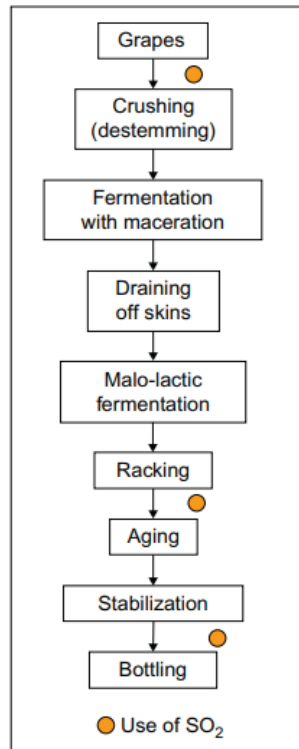 Grapes
Crushing
(destemming)
Fermentation
with maceration
Draining
off skins
Malo-lactic
fermentation
Racking
Aging
Stabilization
Bottling
Use of SO₂